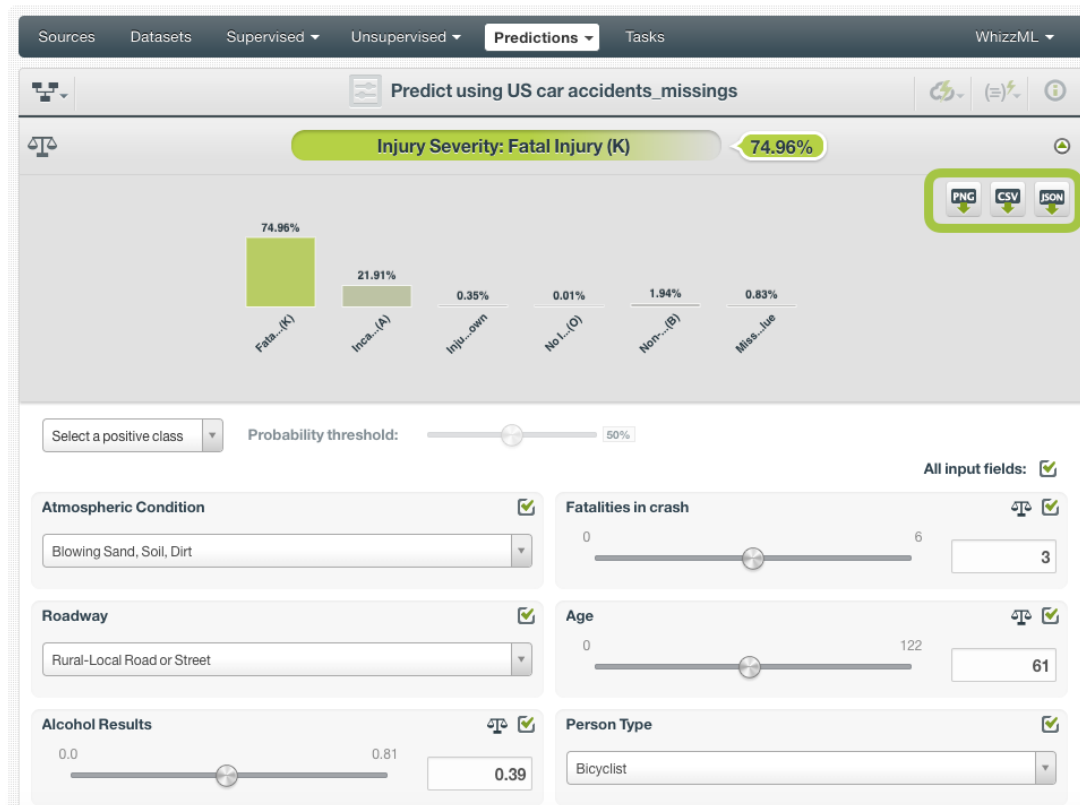 Sources Datasets Supervised Unsupervised Predictions Tasks WhizzML
Predict using US car accidents_missings
Injury Severity: Fatal Injury (K) 74.96%
PNG CSV JSON
74.96%
21.91%
0.35%
0.01%
1.94%
0.83%
Fata...(K)
Inca...(A)
Inju...own
No I...(O)
Non-...(B)
Miss...lue
Select a positive class Probability threshold: 50%
All input fields:
Atmospheric Condition
Blowing Sand, Soil, Dirt
Fatalities in crash
0 6
3
Roadway
Rural-Local Road or Street
Age
0 122
61
Alcohol Results
0.0 0.81
0.39
Person Type
Bicyclist